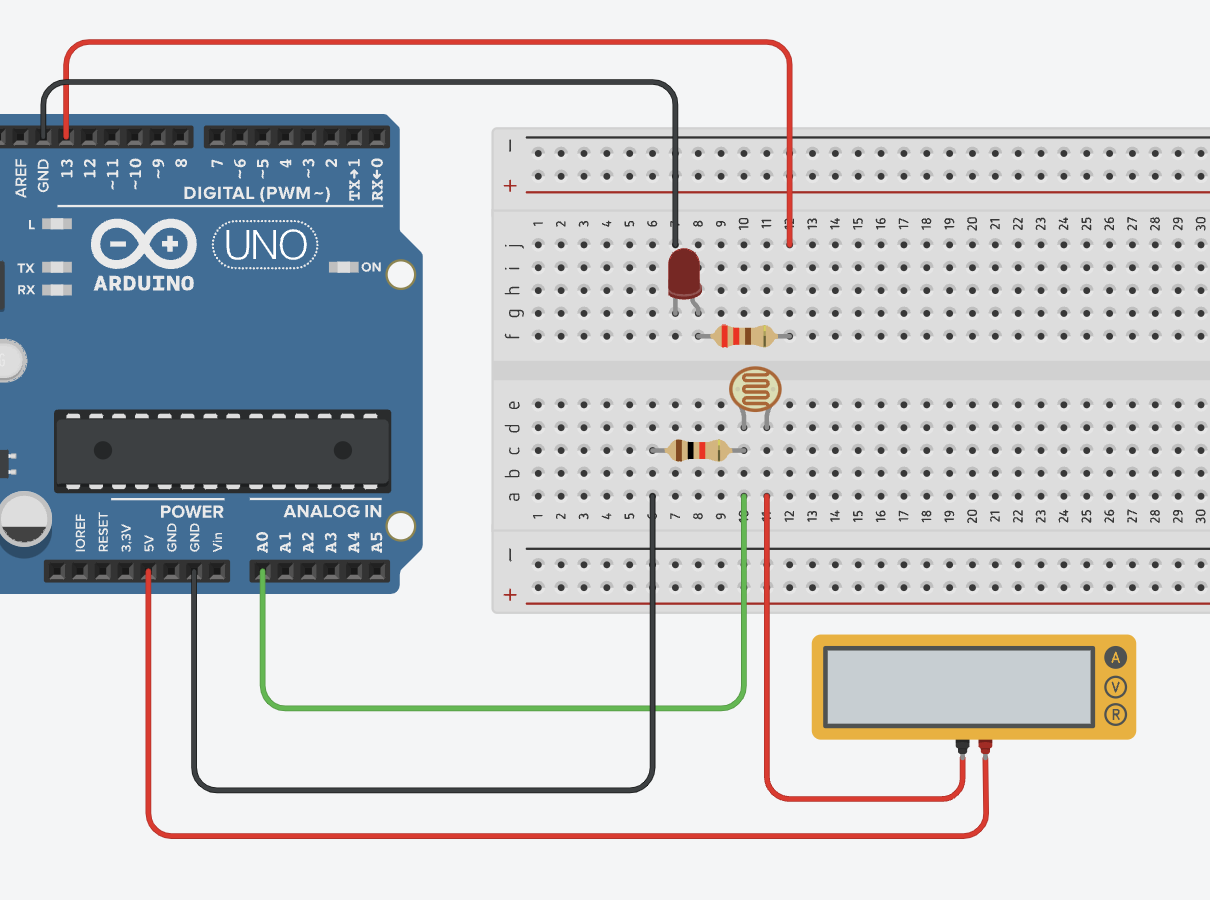 AREF GND 13 12 ~11 ~10 ~9 8 7 ~6 ~5 4 ~3 2 TX→1 RX←0
DIGITAL (PWM ~)
L
TX
RX
UNO
ARDUINO
ON
POWER
ANALOG IN
IOREF RESET 3.3V 5V GND GND Vin A0 A1 A2 A3 A4 A5
−
+
1 2 3 4 5 6 7 8 9 10 11 12 13 14 15 16 17 18 19 20 21 22 23 24 25 26 27 28 29 30
j
i
h
g
f
e
d
c
b
a
1 2 3 4 5 6 7 8 9 10 11 12 13 14 15 16 17 18 19 20 21 22 23 24 25 26 27 28 29 30
−
+
A
V
R